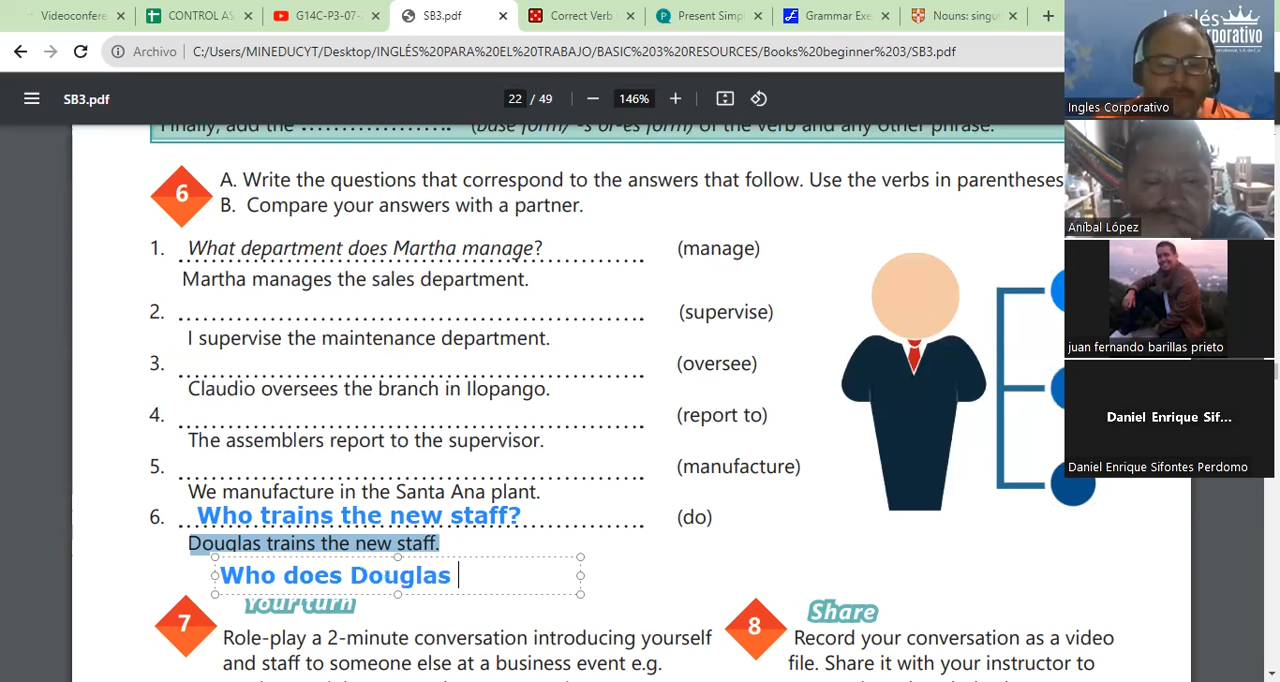 Videoconfere
CONTROL AS
G14C-P3-07-
SB3.pdf
Correct Verb
Present Simpl
Grammar Exe
Nouns: singu
Archivo
C:/Users/MINEDUCYT/Desktop/INGLÉS%20PARA%20EL%20TRABAJO/BASIC%203%20RESOURCES/Books%20beginner%203/SB3.pdf
SB3.pdf
22 / 49
146%
Finally, add the .................... (base form/ -s or-es form) of the verb and any other phrase.
6
A. Write the questions that correspond to the answers that follow. Use the verbs in parentheses
B. Compare your answers with a partner.
1. What department does Martha manage? (manage)
Martha manages the sales department.
2. (supervise)
I supervise the maintenance department.
3. (oversee)
Claudio oversees the branch in Ilopango.
4. (report to)
The assemblers report to the supervisor.
5. (manufacture)
We manufacture in the Santa Ana plant.
6. Who trains the new staff? (do)
Douglas trains the new staff.
Who does Douglas
7
Your turn
Role-play a 2-minute conversation introducing yourself
and staff to someone else at a business event e.g.
8
Share
Record your conversation as a video
file. Share it with your instructor to
Ingles Corporativo
Aníbal López
juan fernando barillas prieto
Daniel Enrique Sif...
Daniel Enrique Sifontes Perdomo